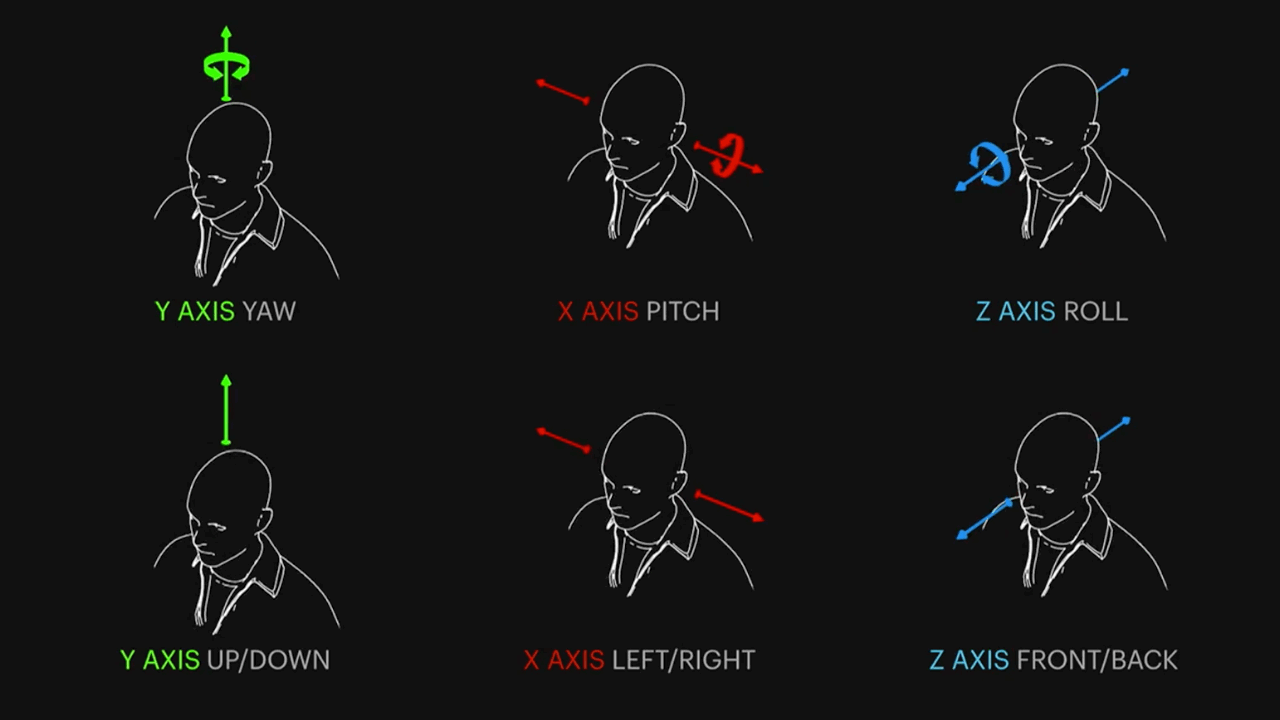 Y AXIS YAW
X AXIS PITCH
Z AXIS ROLL
Y AXIS UP/DOWN
X AXIS LEFT/RIGHT
Z AXIS FRONT/BACK